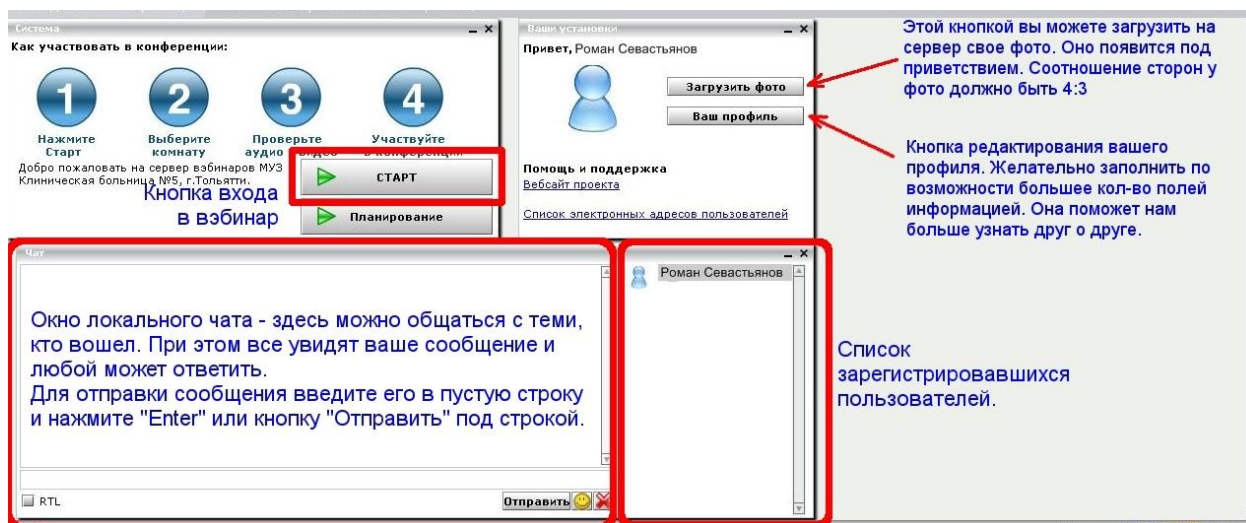 Система
Как участвовать в конференции:
1
2
3
4
Нажмите
Старт
Выберите
комнату
Проверьте
аудио
Участвуйте
Добро пожаловать на сервер вэбинаров МУЗ
Клиническая больница №5, г.Тольятти.
СТАРТ
Кнопка входа
в вэбинар
Планирование
Ваши установки
Привет, Роман Севастьянов
Загрузить фото
Ваш профиль
Помощь и поддержка
Вебсайт проекта
Список электронных адресов пользователей
Этой кнопкой вы можете загрузить на
сервер свое фото. Оно появится под
приветствием. Соотношение сторон у
фото должно быть 4:3
Кнопка редактирования вашего
профиля. Желательно заполнить по
возможности большее кол-во полей
информацией. Она поможет нам
больше узнать друг о друге.
Чат
Окно локального чата - здесь можно общаться с теми,
кто вошел. При этом все увидят ваше сообщение и
любой может ответить.
Для отправки сообщения введите его в пустую строку
и нажмите "Enter" или кнопку "Отправить" под строкой.
RTL
Отправить
Роман Севастьянов
Список
зарегистрировавшихся
пользователей.